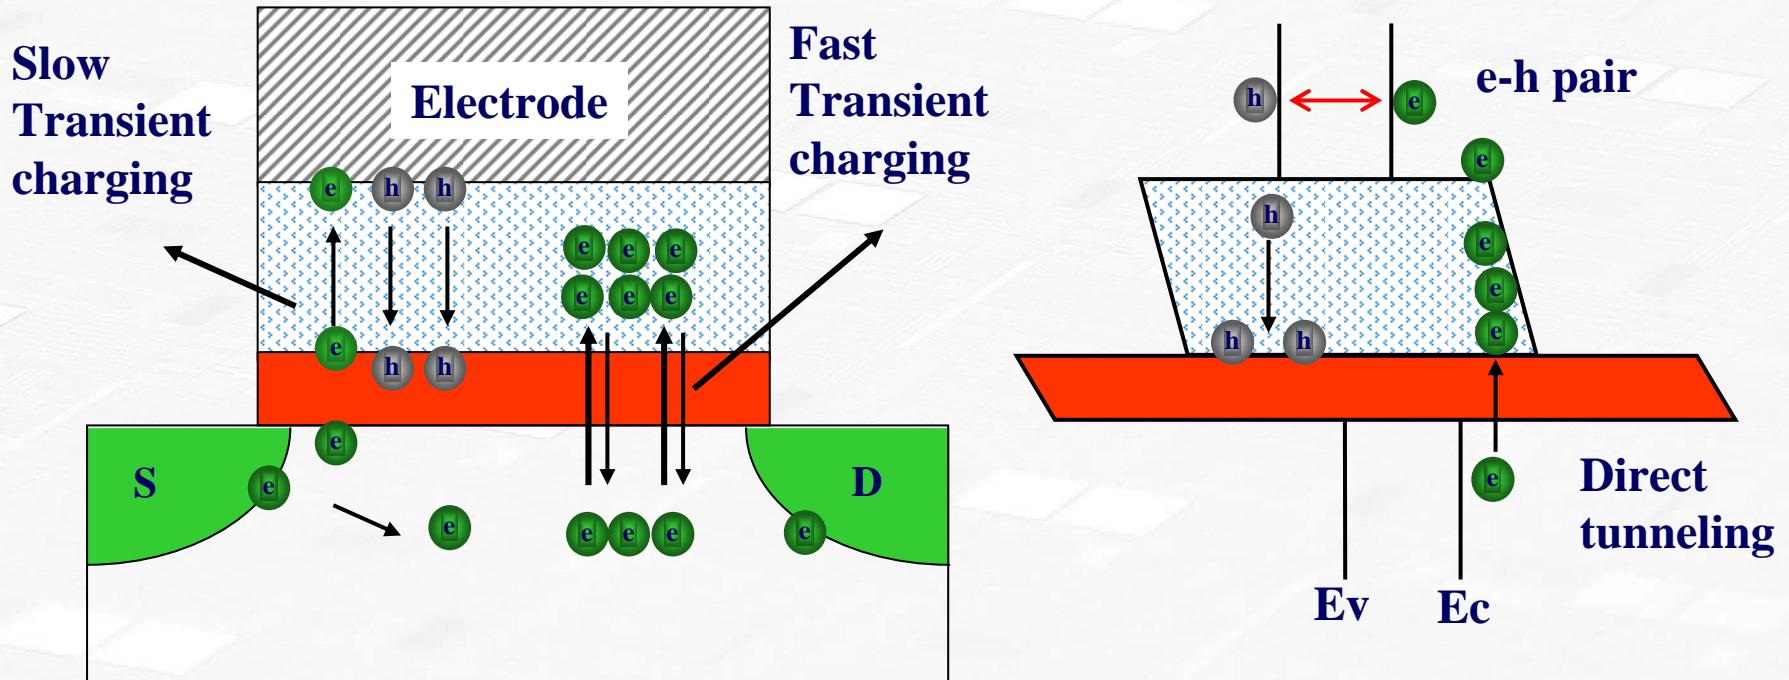 Slow
Transient
charging
Electrode
Fast
Transient
charging
e h h
e e e
e e e
e
h h
e
S
e
e
e e e
e
D
h e
e-h pair
e
h
e
e
e
h h
e
Direct
tunneling
Ev Ec